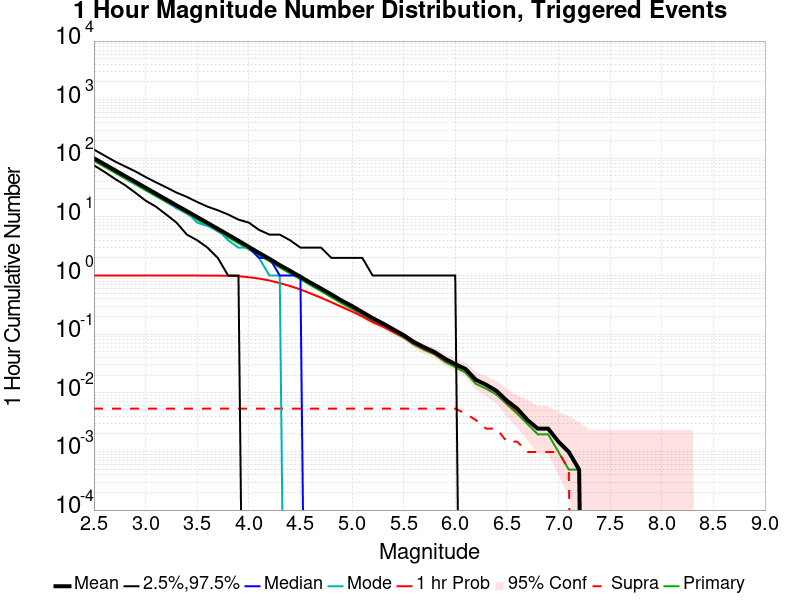 1 Hour Magnitude Number Distribution, Triggered Events
1 Hour Cumulative Number
10^4
10^3
10^2
10^1
10^0
10^-1
10^-2
10^-3
10^-4
2.5 3.0 3.5 4.0 4.5 5.0 5.5 6.0 6.5 7.0 7.5 8.0 8.5 9.0
Magnitude
Mean 2.5%,97.5% Median Mode 1 hr Prob 95% Conf Supra Primary